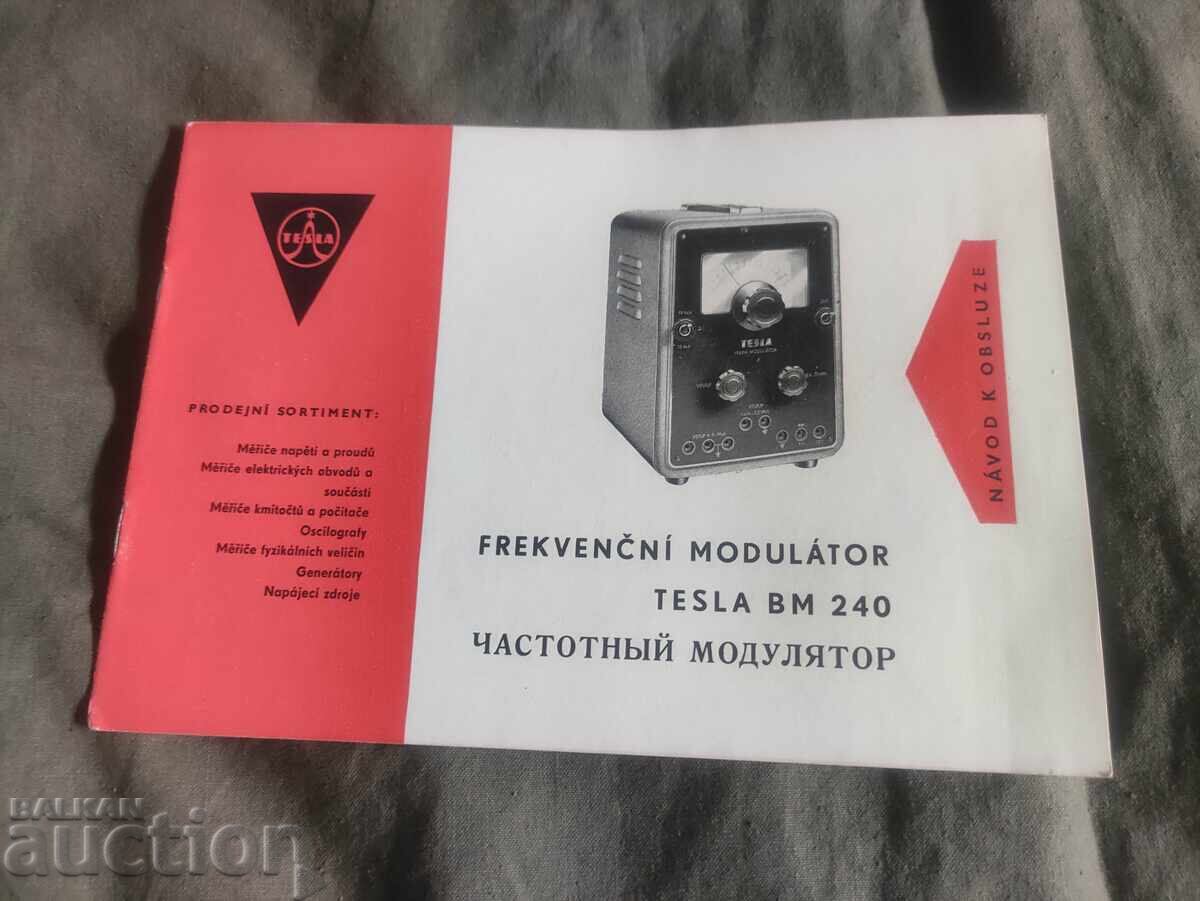 TESLA
PRODEJNÍ SORTIMENT:
Měřiče napětí a proudů
Měřiče elektrických obvodů a
součástí
Měřiče kmitočtů a počítače
Oscilografy
Měřiče fyzikálních veličin
Generátory
Napájecí zdroje
TESLA
FREKVENČNÍ MODULÁTOR
TESLA BM 240
ЧАСТОТНЫЙ МОДУЛЯТОР
NÁVOD K OBSLUZE
BALKAN
auction